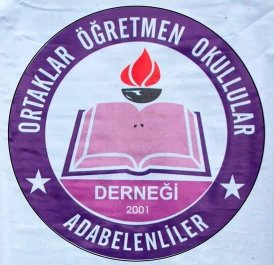 ORTAKLAR ÖĞRETMEN OKULLULAR
DERNEĞİ
2001
ADABELENLİLER